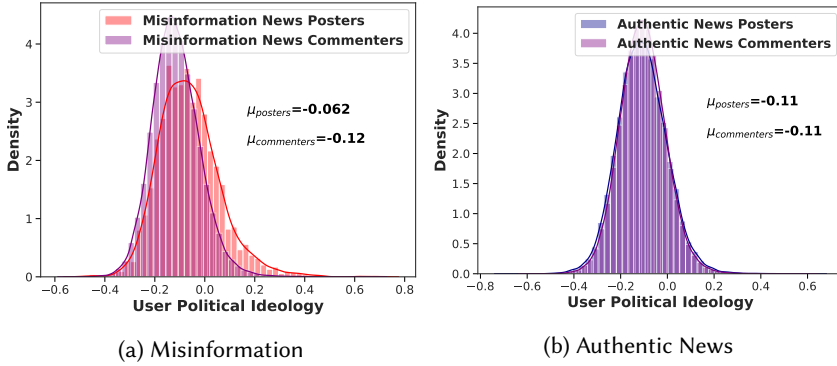 Misinformation News Posters
Misinformation News Commenters
μposters=-0.062
μcommenters=-0.12
Density
4
3
2
1
0
−0.6 −0.4 −0.2 0.0 0.2 0.4 0.6 0.8
User Political Ideology
(a) Misinformation
Authentic News Posters
Authentic News Commenters
μposters=-0.11
μcommenters=-0.11
Density
4.0
3.5
3.0
2.5
2.0
1.5
1.0
0.5
0.0
−0.8 −0.6 −0.4 −0.2 0.0 0.2 0.4 0.6
User Political Ideology
(b) Authentic News